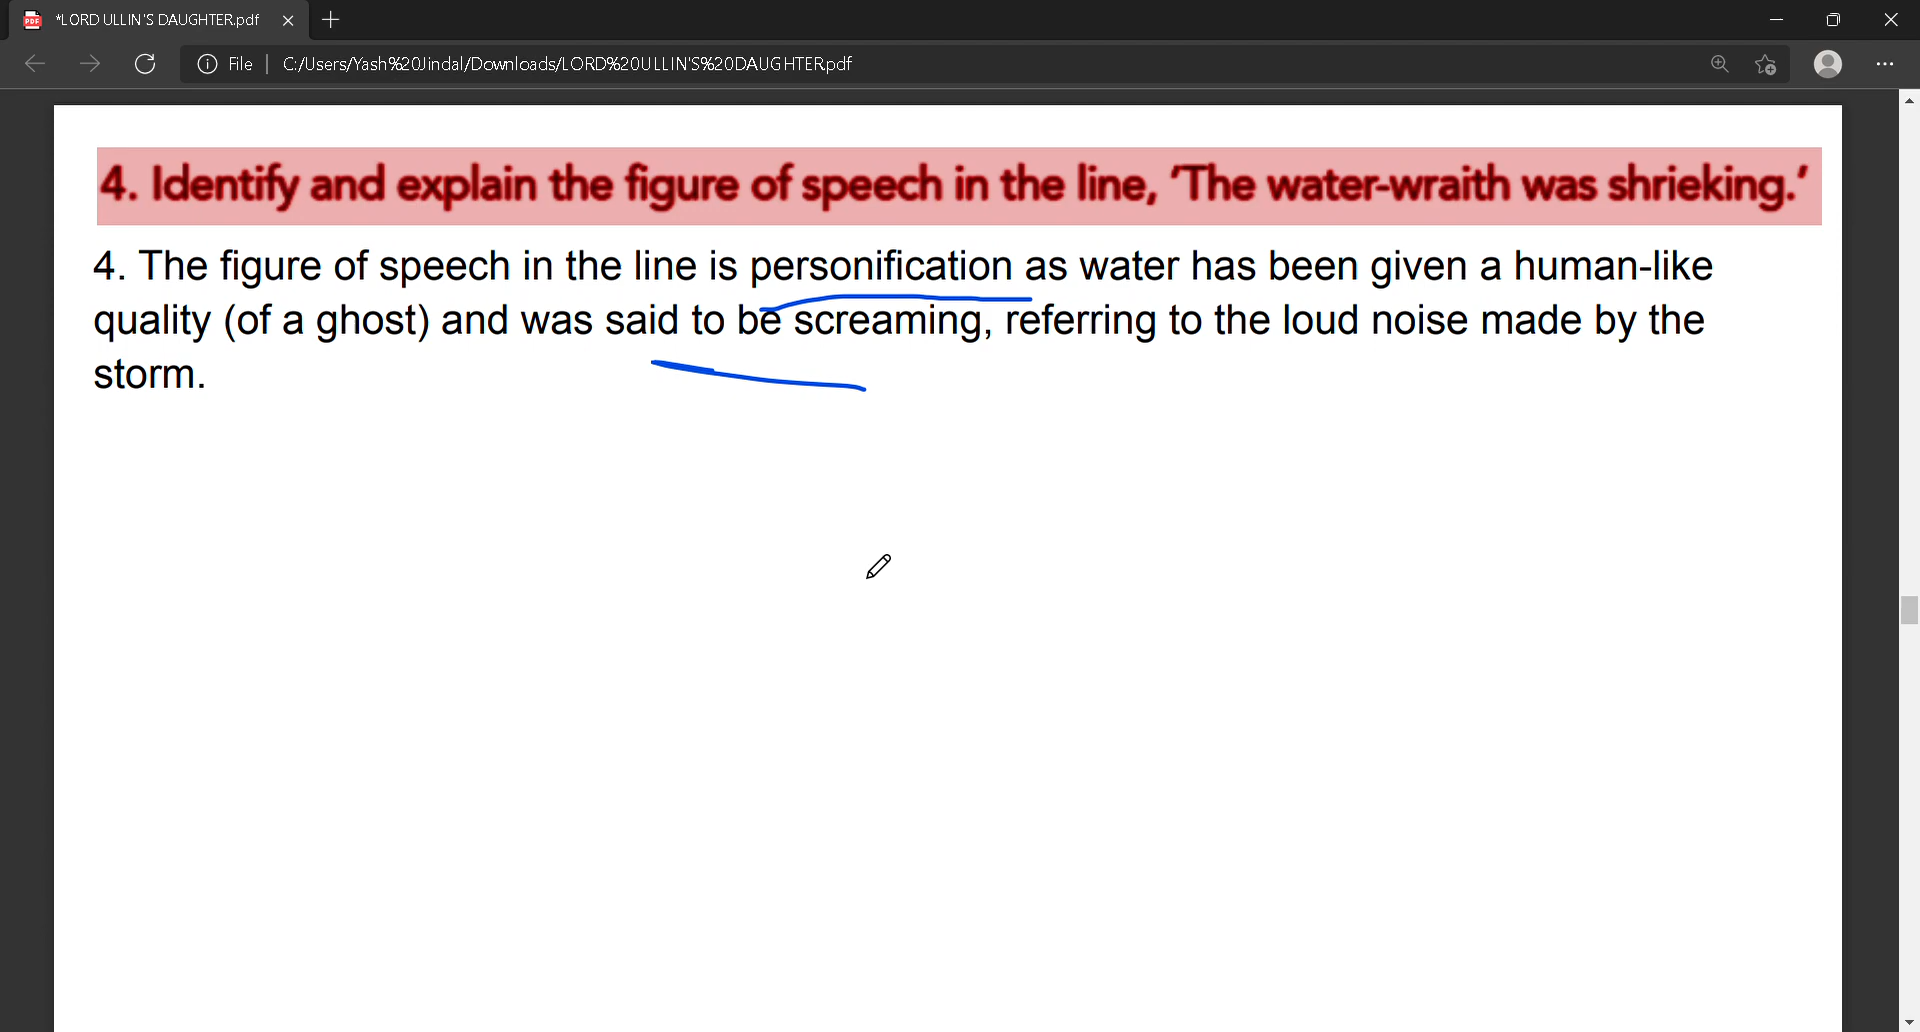 *LORD ULLIN'S DAUGHTER.pdf
File | C:/Users/Yash%20Jindal/Downloads/LORD%20ULLIN'S%20DAUGHTER.pdf
4. Identify and explain the figure of speech in the line, ‘The water-wraith was shrieking.’
4. The figure of speech in the line is personification as water has been given a human-like
quality (of a ghost) and was said to be screaming, referring to the loud noise made by the
storm.